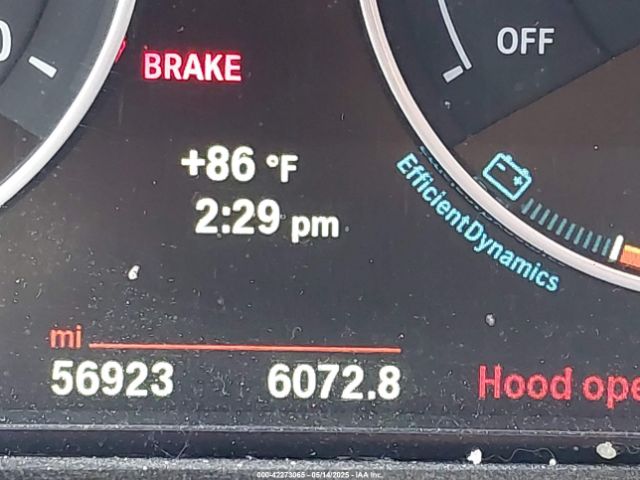 OFF
BRAKE
+86 °F
2:29 pm
EfficientDynamics
mi
56923 6072.8
Hood ope
000-42373065 - 05/14/2025 - IAA Inc.